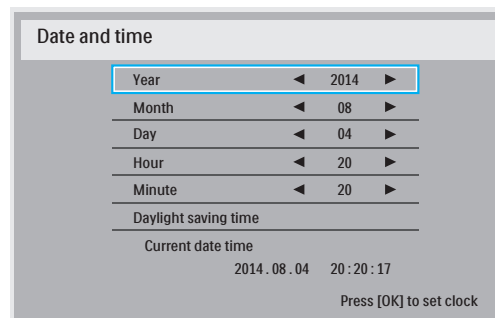 Date and time
Year ◄ 2014 ►
Month ◄ 08 ►
Day ◄ 04 ►
Hour ◄ 20 ►
Minute ◄ 20 ►
Daylight saving time
Current date time
2014 . 08 . 04 20 : 20 : 17
Press [OK] to set clock